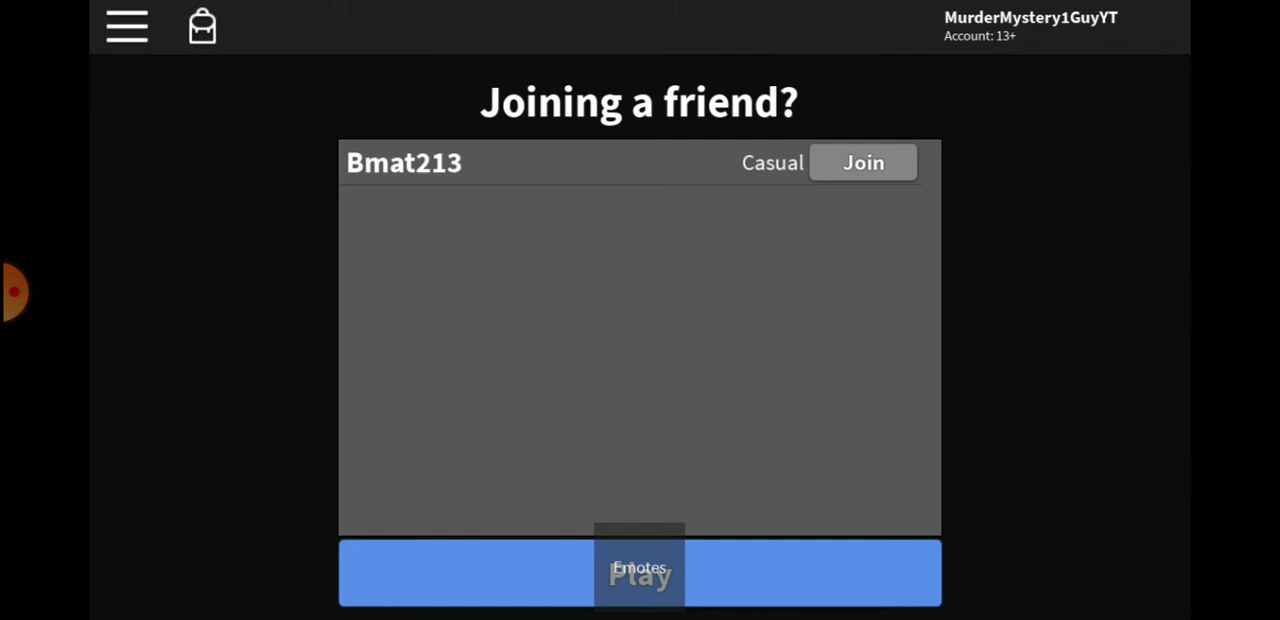 MurderMystery1GuyYT
Account: 13+
Joining a friend?
Bmat213 Casual Join
Emotes
Play